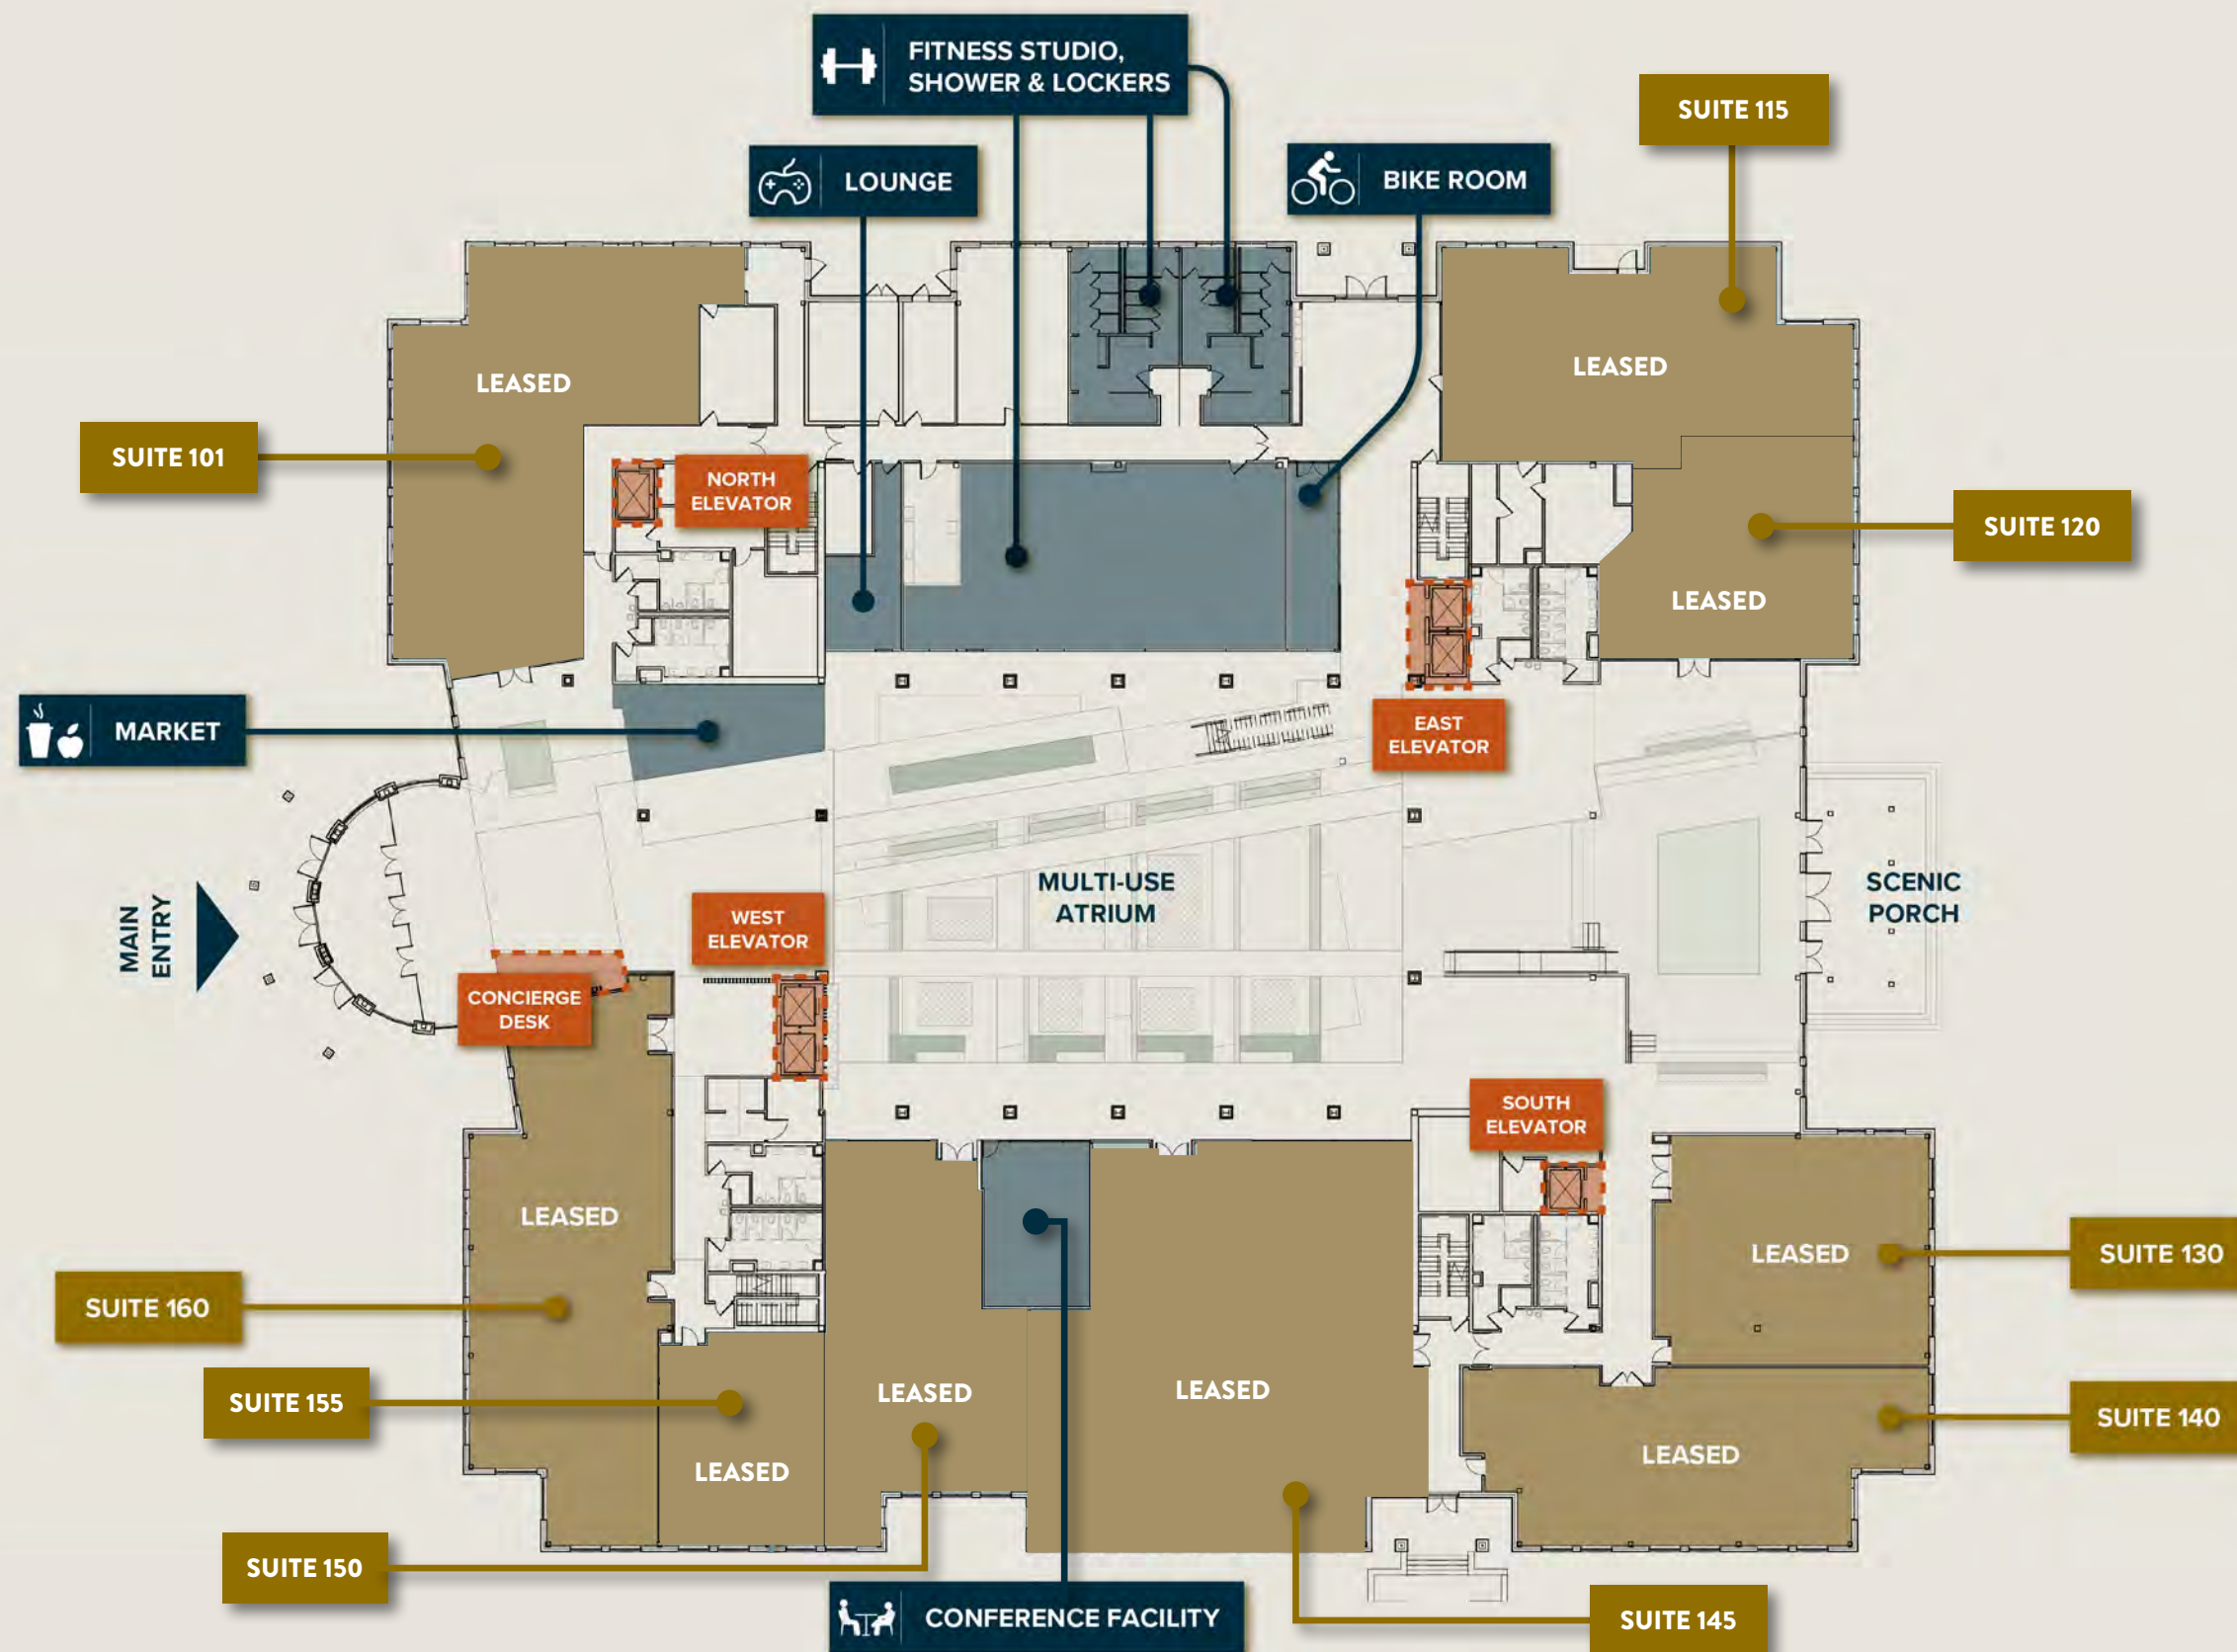 FITNESS STUDIO,
SHOWER & LOCKERS
SUITE 115
LOUNGE
BIKE ROOM
LEASED
LEASED
SUITE 101
NORTH
ELEVATOR
SUITE 120
LEASED
MARKET
EAST
ELEVATOR
MULTI-USE
ATRIUM
SCENIC
PORCH
MAIN
ENTRY
WEST
ELEVATOR
CONCIERGE
DESK
SOUTH
ELEVATOR
LEASED
LEASED
SUITE 130
SUITE 160
LEASED
LEASED
SUITE 155
SUITE 140
LEASED
LEASED
SUITE 150
CONFERENCE FACILITY
SUITE 145